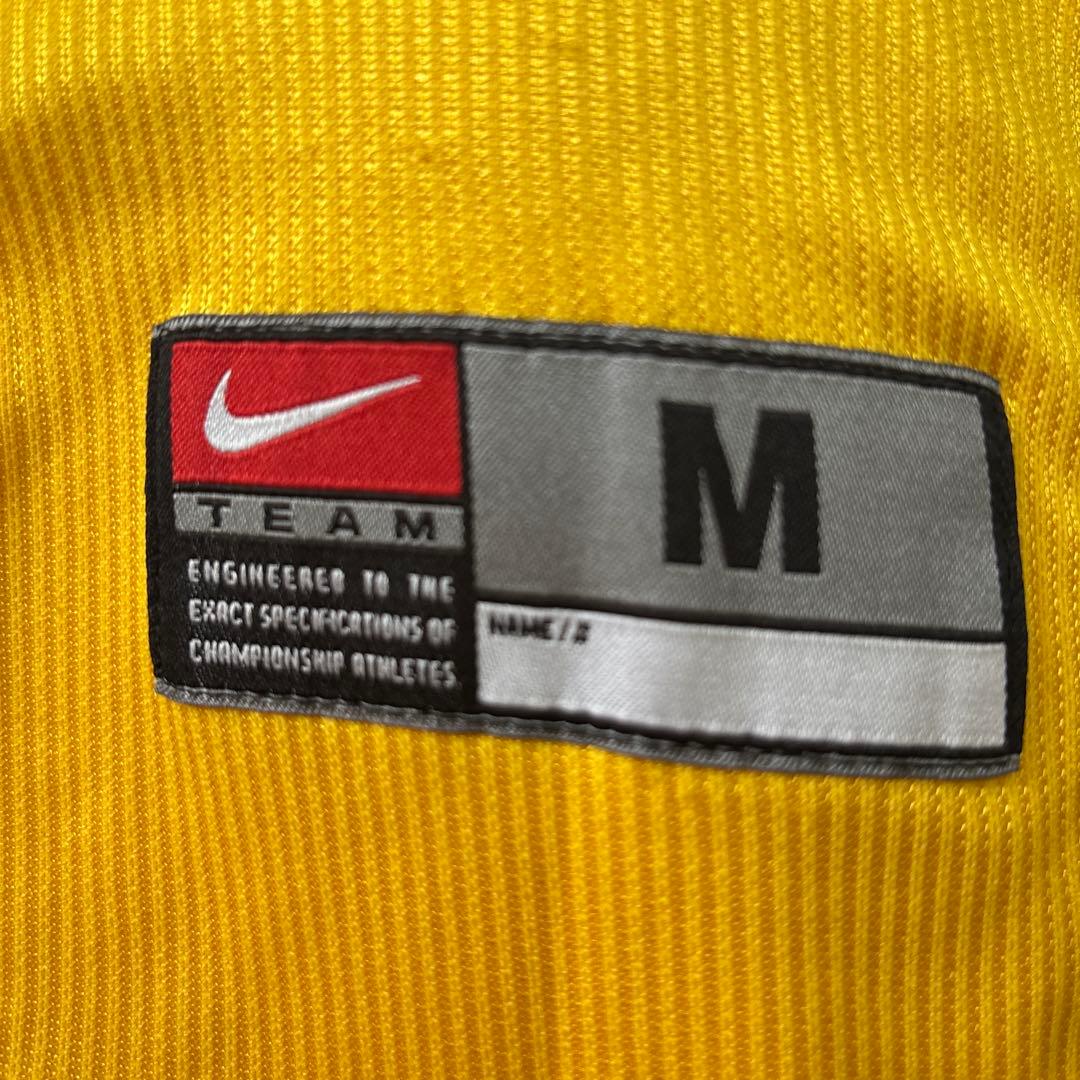 TEAM
ENGINEERED TO THE
EXACT SPECIFICATIONS OF
CHAMPIONSHIP ATHLETES
M
NAME/#